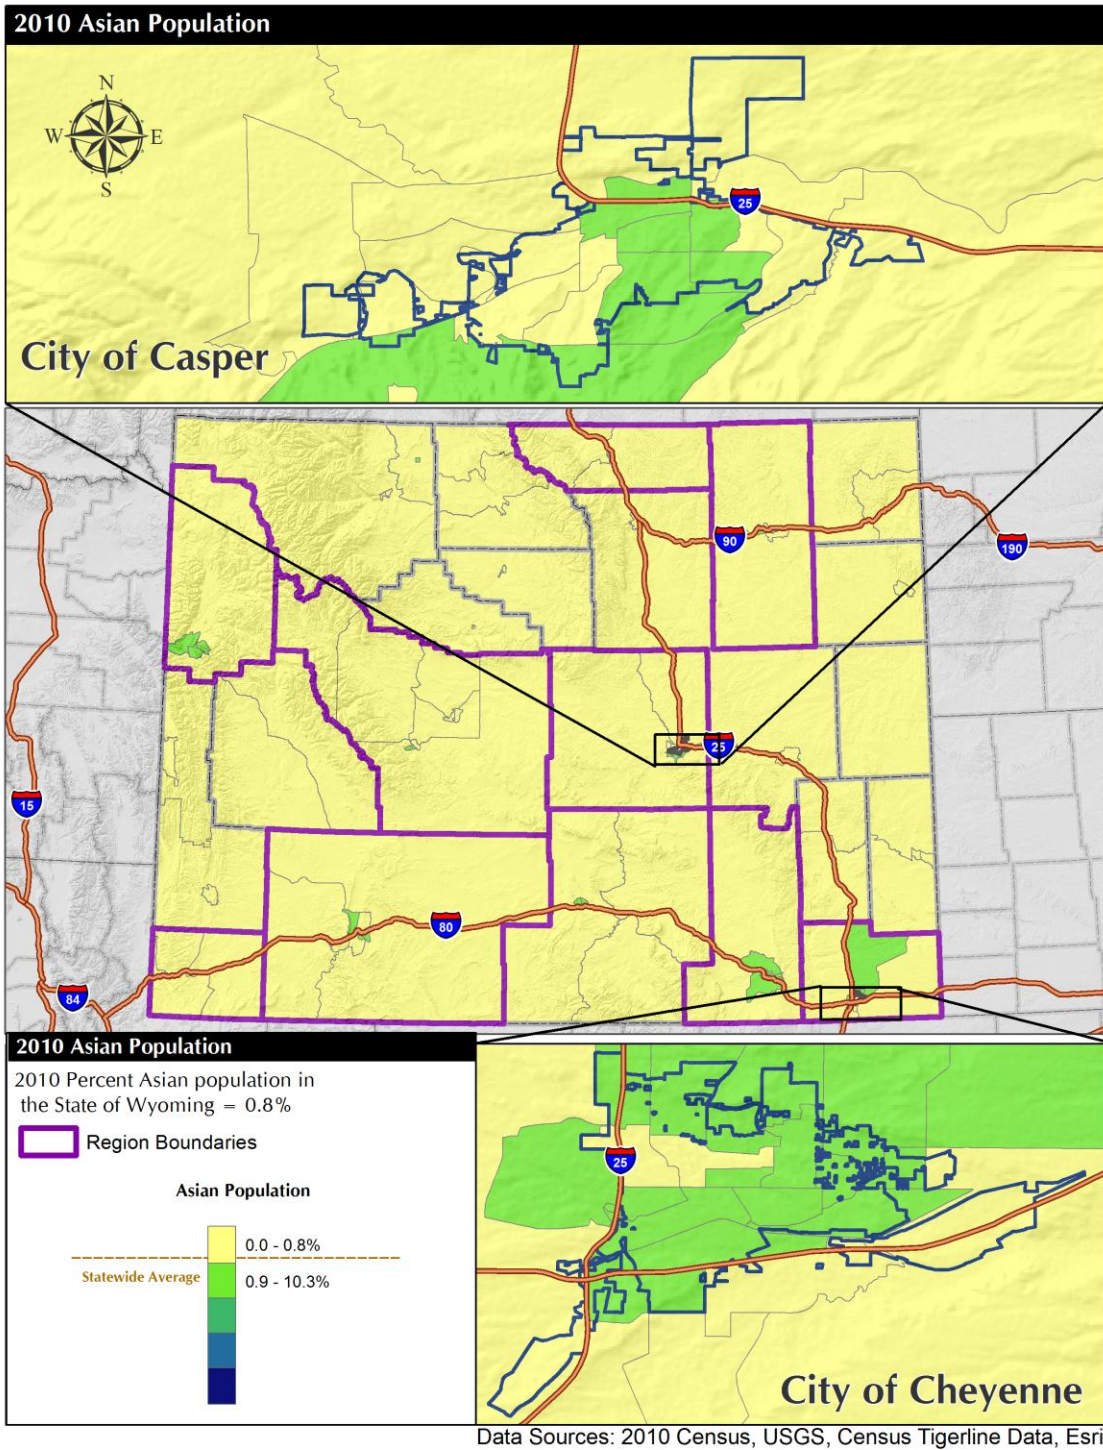 2010 Asian Population
N
W E
S
25
City of Casper
90
190
25
15
80
84
2010 Asian Population
2010 Percent Asian population in
the State of Wyoming = 0.8%
Region Boundaries
Asian Population
0.0 - 0.8%
Statewide Average
0.9 - 10.3%
25
City of Cheyenne
Data Sources: 2010 Census, USGS, Census Tigerline Data, Esri